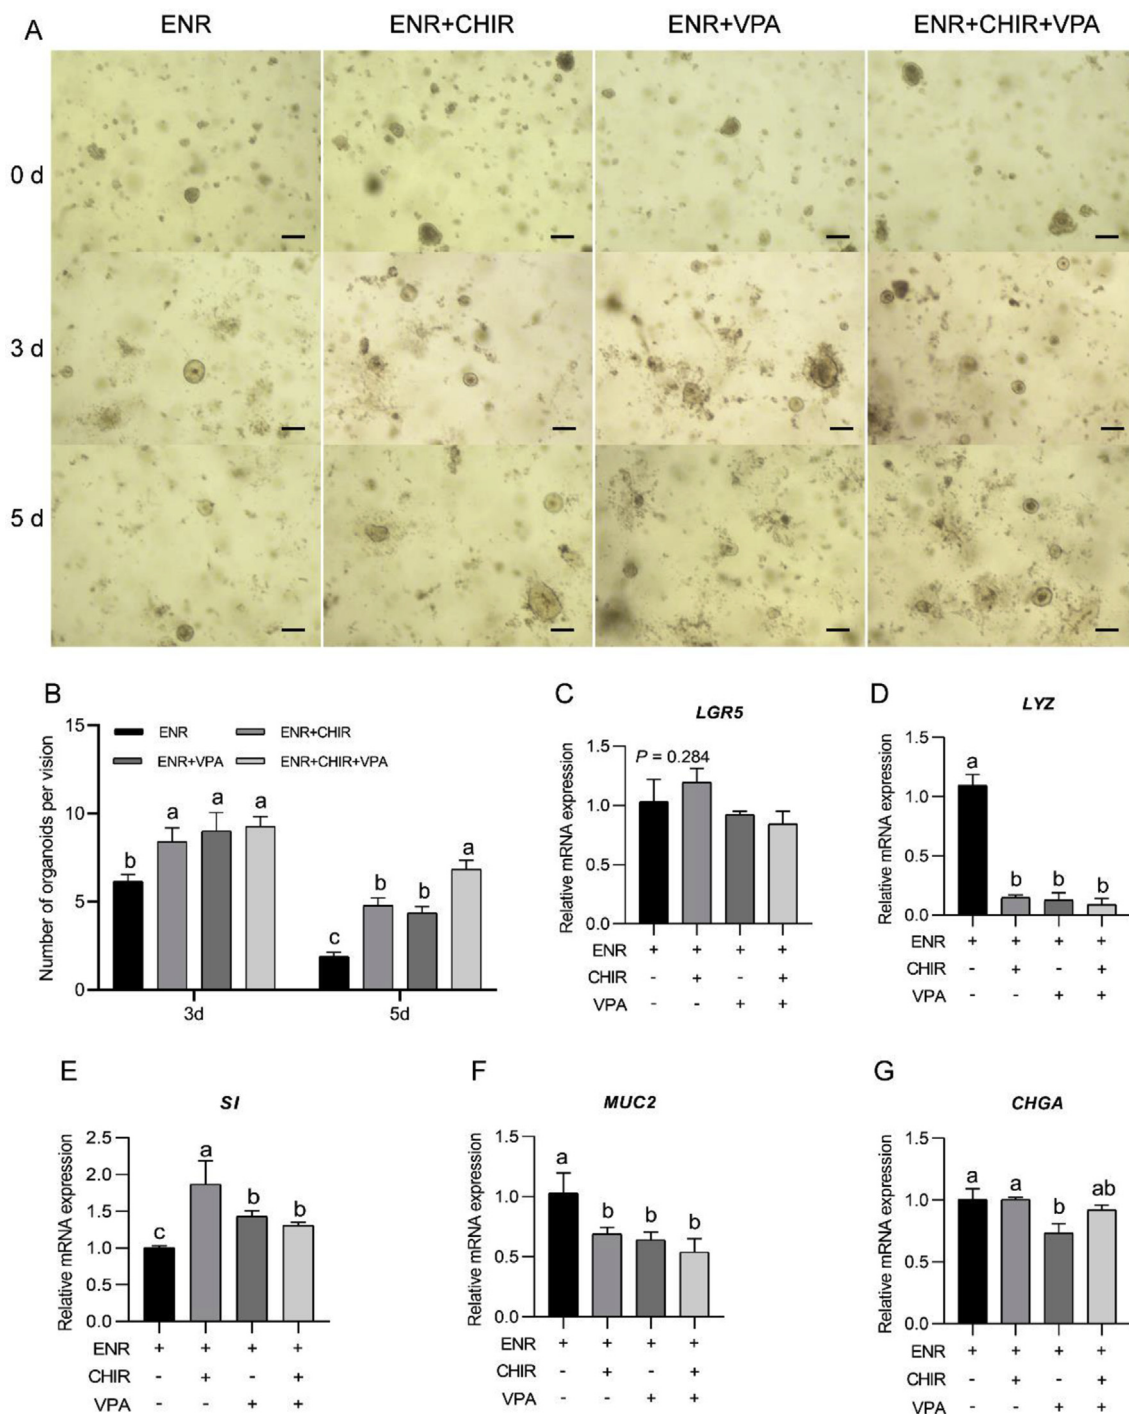 A ENR ENR+CHIR ENR+VPA ENR+CHIR+VPA
0 d
3 d
5 d
B
Number of organoids per vision
15
10
5
0
ENR ENR+CHIR
ENR+VPA ENR+CHIR+VPA
b a a a
c b b a
3d 5d
C
LGR5
Relative mRNA expression
1.5
1.0
0.5
0.0
P = 0.284
ENR + + + +
CHIR - + - +
VPA - - + +
D
LYZ
Relative mRNA expression
1.5
1.0
0.5
0.0
a b b b
ENR + + + +
CHIR - + - +
VPA - - + +
E
SI
Relative mRNA expression
2.5
2.0
1.5
1.0
0.5
0.0
c a b b
ENR + + + +
CHIR - + - +
VPA - - + +
F
MUC2
Relative mRNA expression
1.5
1.0
0.5
0.0
a b b b
ENR + + + +
CHIR - + - +
VPA - - + +
G
CHGA
Relative mRNA expression
1.5
1.0
0.5
0.0
a a b ab
ENR + + + +
CHIR - + - +
VPA - - + +